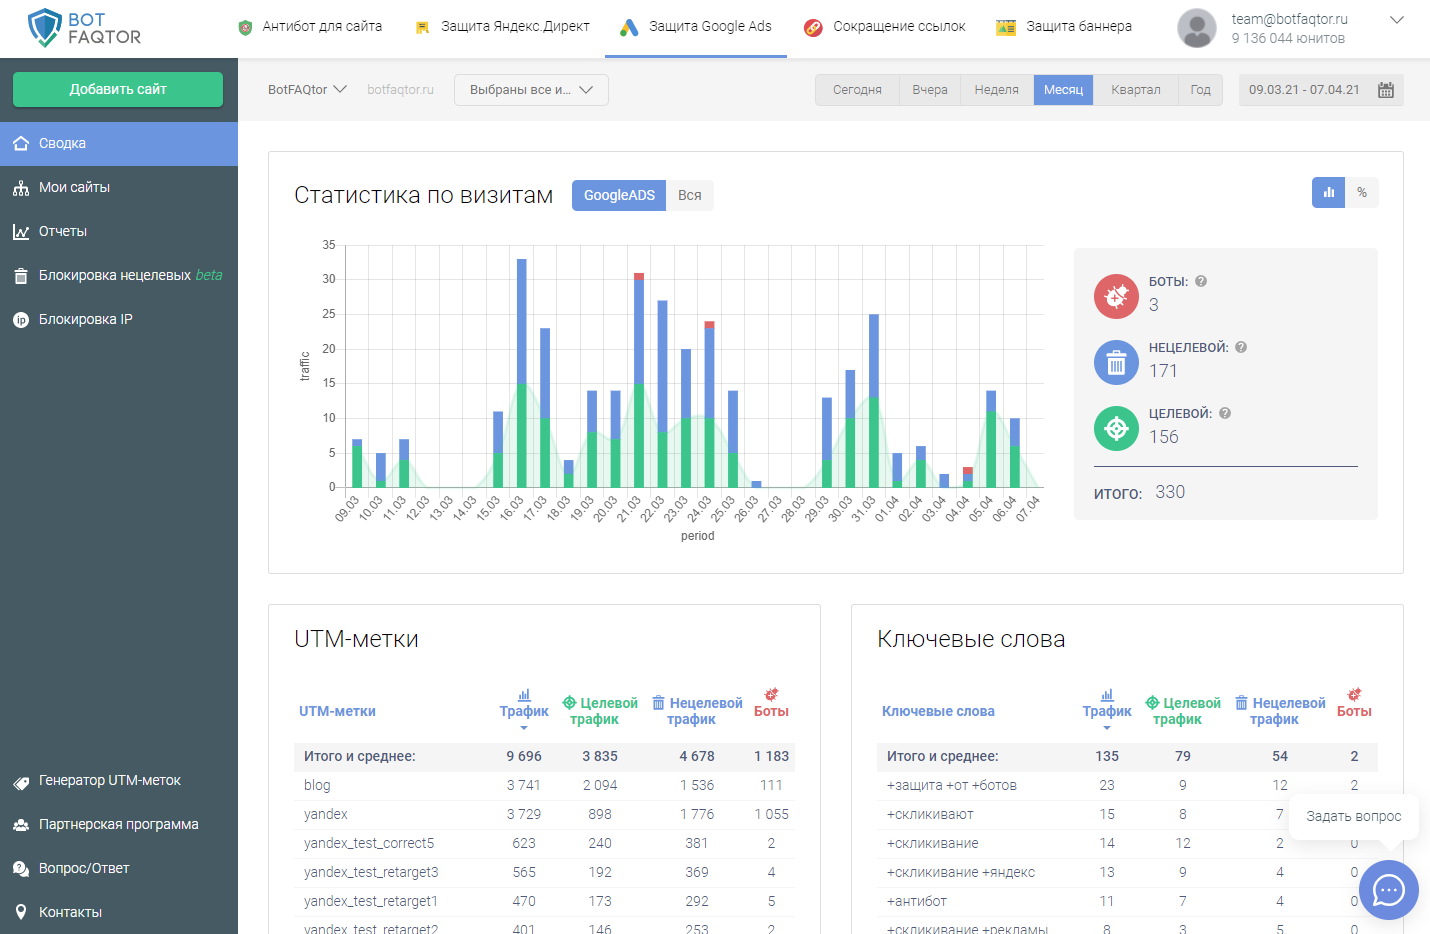 BOT
FAQTOR
Антибот для сайта
Защита Яндекс.Директ
Защита Google Ads
Сокращение ссылок
Защита баннера
team@botfaqtor.ru
9 136 044 юнитов
Добавить сайт
BotFAQtor
botfaqtor.ru
Выбраны все и...
Сегодня
Вчера
Неделя
Месяц
Квартал
Год
09.03.21 - 07.04.21
Сводка
Мои сайты
Отчеты
Блокировка нецелевых beta
Блокировка IP
Генератор UTM-меток
Партнерская программа
Вопрос/Ответ
Контакты
Статистика по визитам
GoogleADS
Вся
%
35
30
25
20
15
10
5
0
traffic
09.03 10.03 11.03 12.03 13.03 14.03 15.03 16.03 17.03 18.03 19.03 20.03 21.03 22.03 23.03 24.03 25.03 26.03 27.03 28.03 29.03 30.03 31.03 01.04 02.04 03.04 04.04 05.04 06.04 07.04
period
БОТЫ: ?
3
НЕЦЕЛЕВОЙ: ?
171
ЦЕЛЕВОЙ: ?
156
ИТОГО: 330
UTM-метки
UTM-метки Трафик Целевой трафик Нецелевой трафик Боты
Итого и среднее: 9 696 3 835 4 678 1 183
blog 3 741 2 094 1 536 111
yandex 3 729 898 1 776 1 055
yandex_test_correct5 623 240 381 2
yandex_test_retarget3 565 192 369 4
yandex_test_retarget1 470 173 292 5
yandex_test_retarget2 401 146 253 2
Ключевые слова
Ключевые слова Трафик Целевой трафик Нецелевой трафик Боты
Итого и среднее: 135 79 54 2
+защита +от +ботов 23 9 12 2
+скликивают 15 8 7
+скликивание 14 12 2 0
+скликивание +яндекс 13 9 4 0
+антибот 11 7 4 0
+скликивание +рекламы 8 3 5 0
Задать вопрос